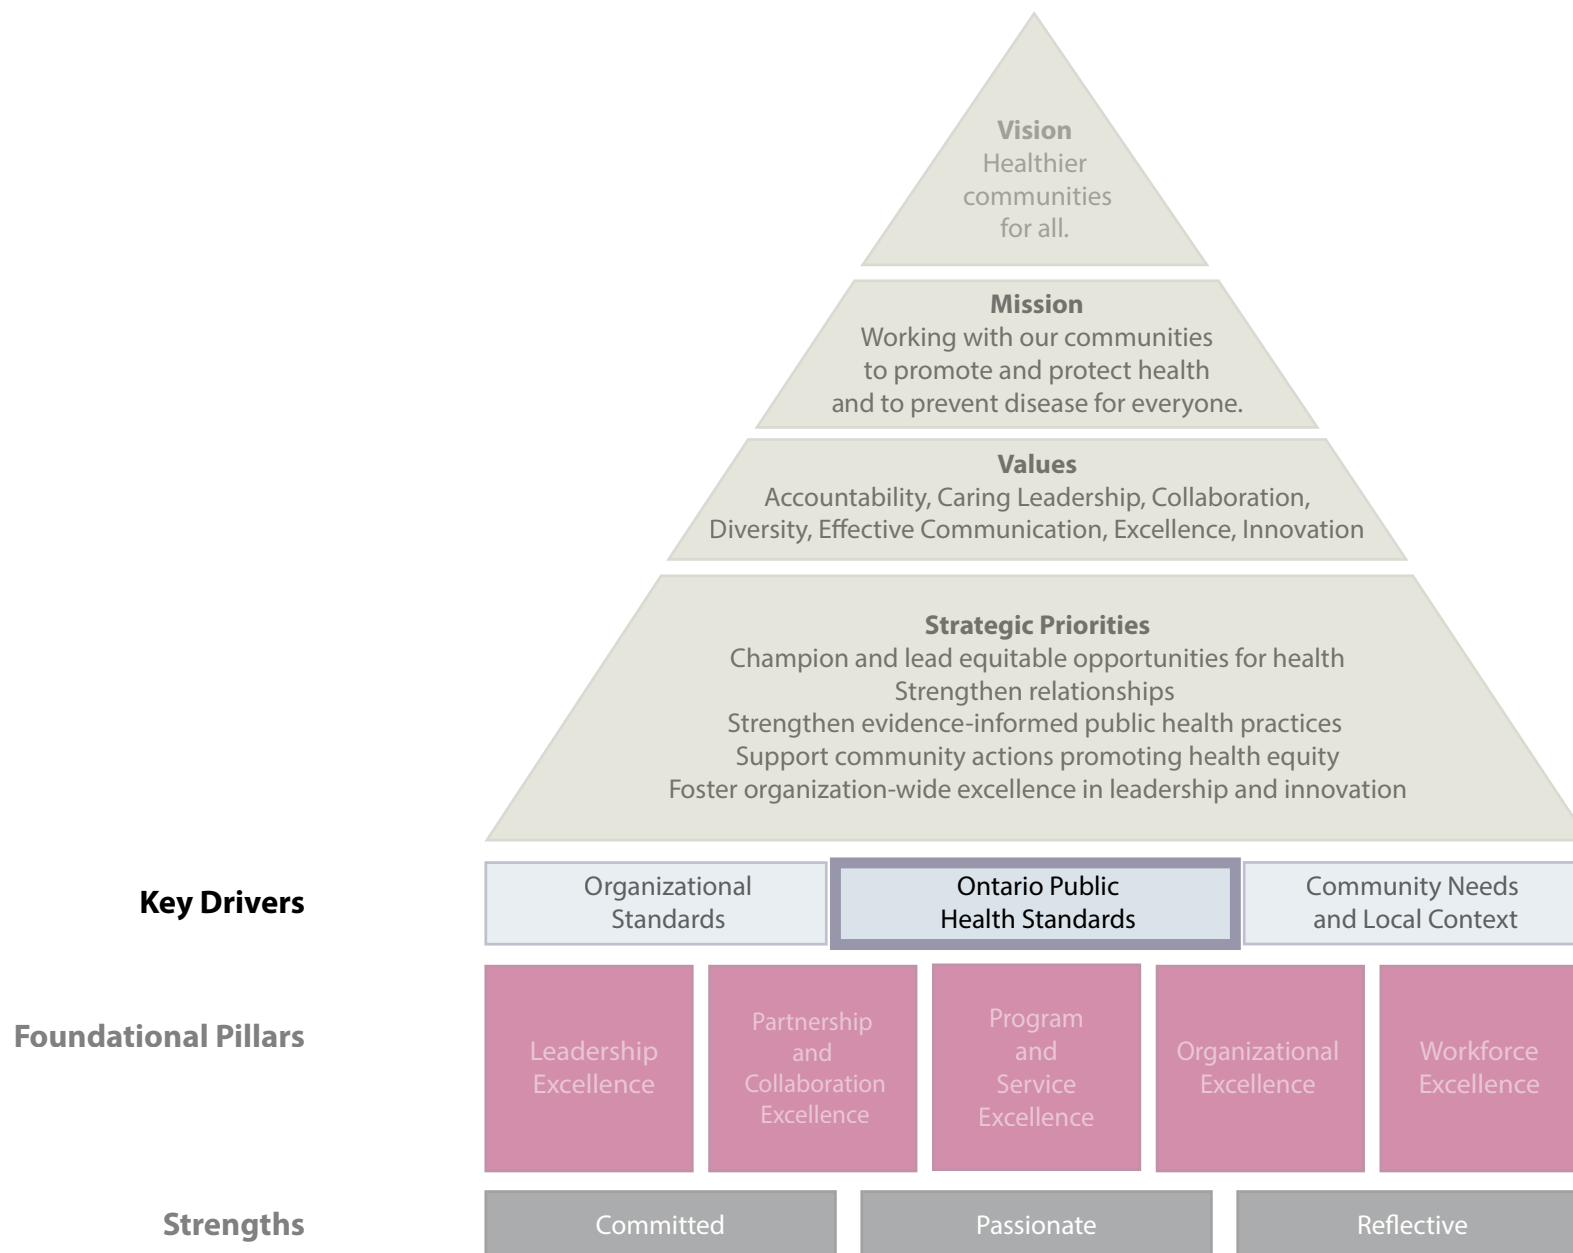 Vision
Healthier
communities
for all.
Mission
Working with our communities
to promote and protect health
and to prevent disease for everyone.
Values
Accountability, Caring Leadership, Collaboration,
Diversity, Effective Communication, Excellence, Innovation
Strategic Priorities
Champion and lead equitable opportunities for health
Strengthen relationships
Strengthen evidence-informed public health practices
Support community actions promoting health equity
Foster organization-wide excellence in leadership and innovation
Key Drivers
Organizational
Standards
Ontario Public
Health Standards
Community Needs
and Local Context
Foundational Pillars
Leadership
Excellence
Partnership
and
Collaboration
Excellence
Program
and
Service
Excellence
Organizational
Excellence
Workforce
Excellence
Strengths
Committed
Passionate
Reflective